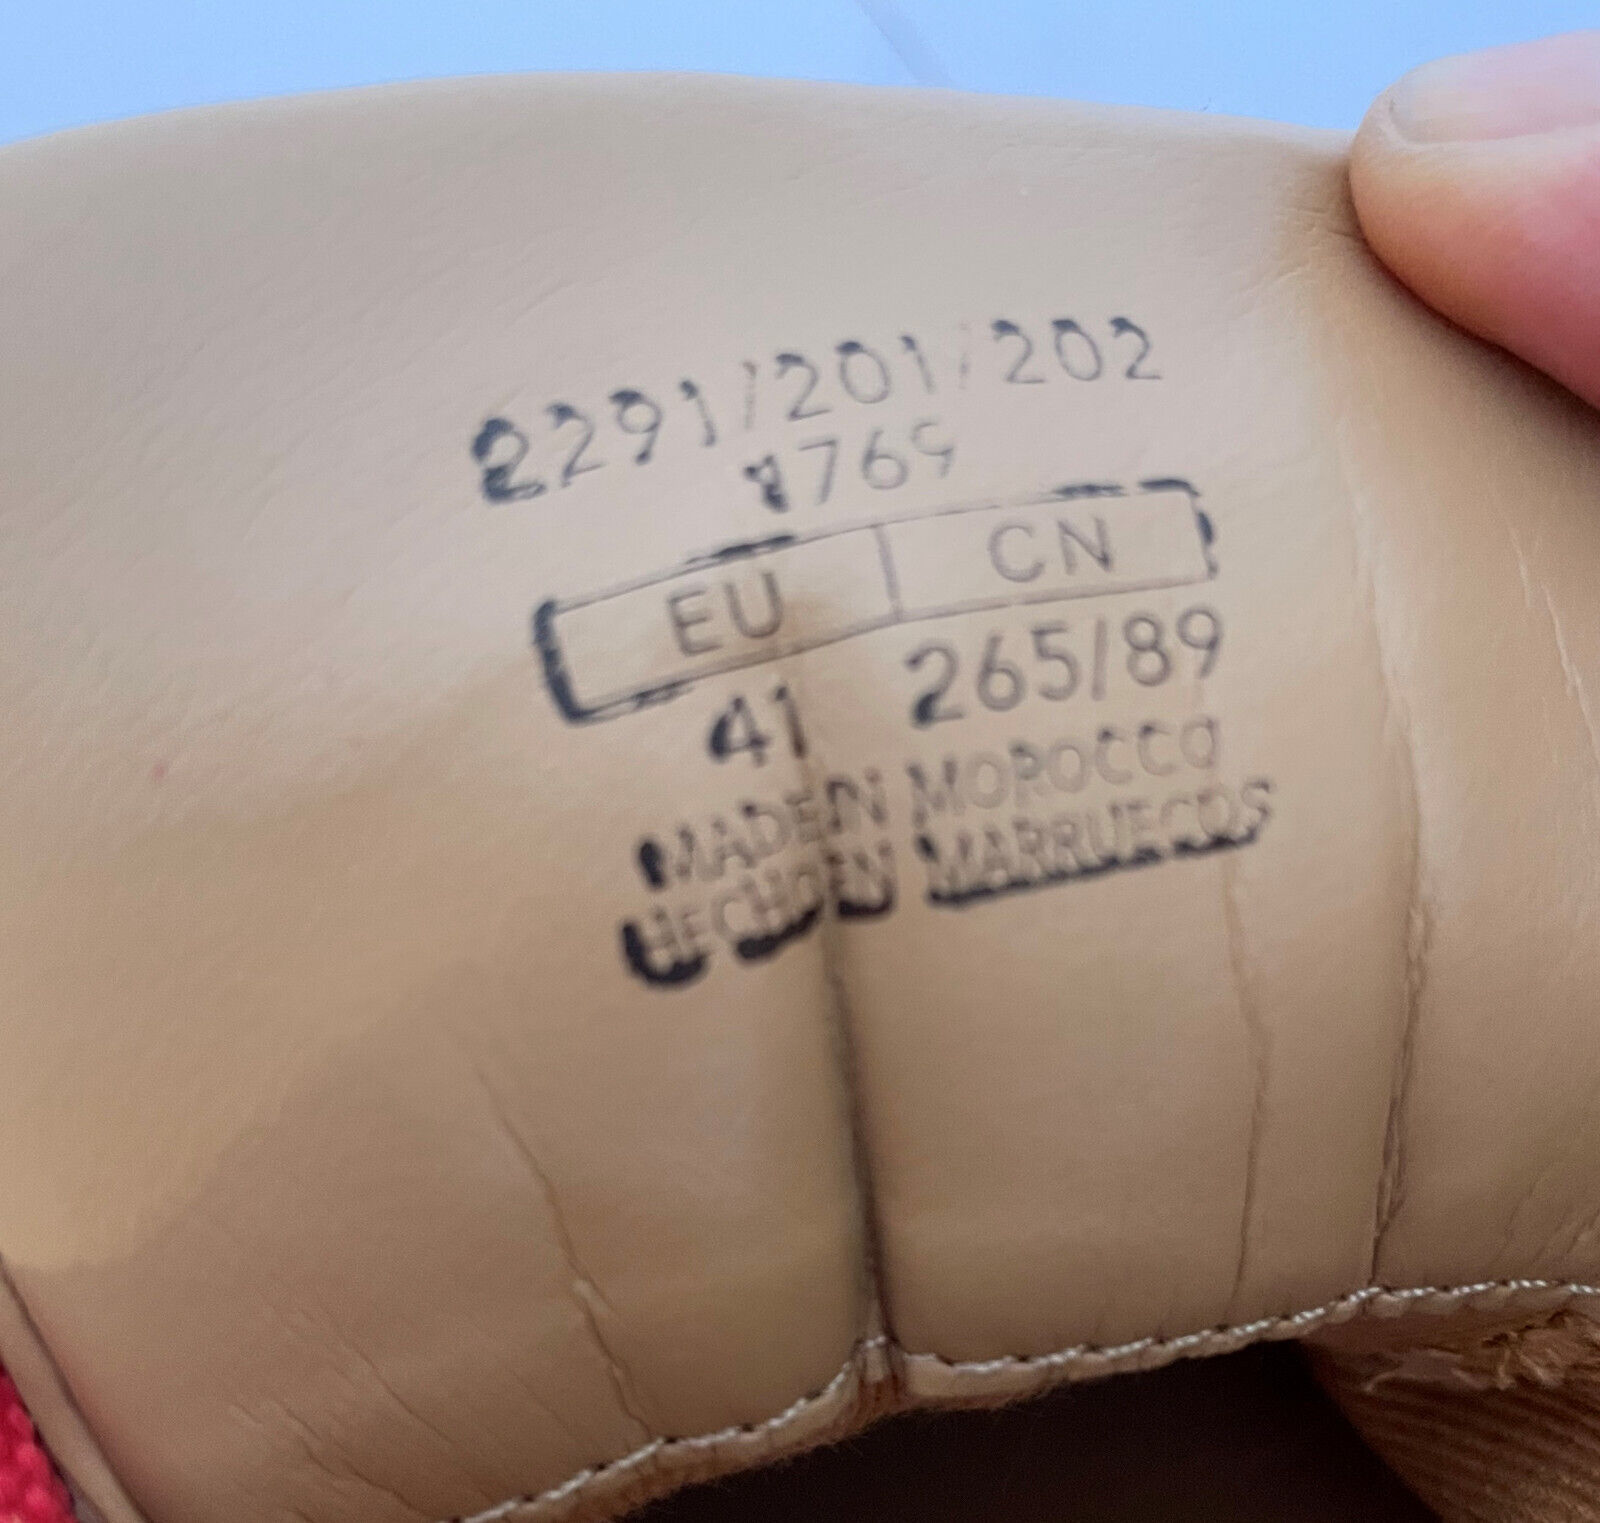 2291/201/202
1769
EU CN
41 265/89
MADE IN MOROCCO
HECHO EN MARRUECOS